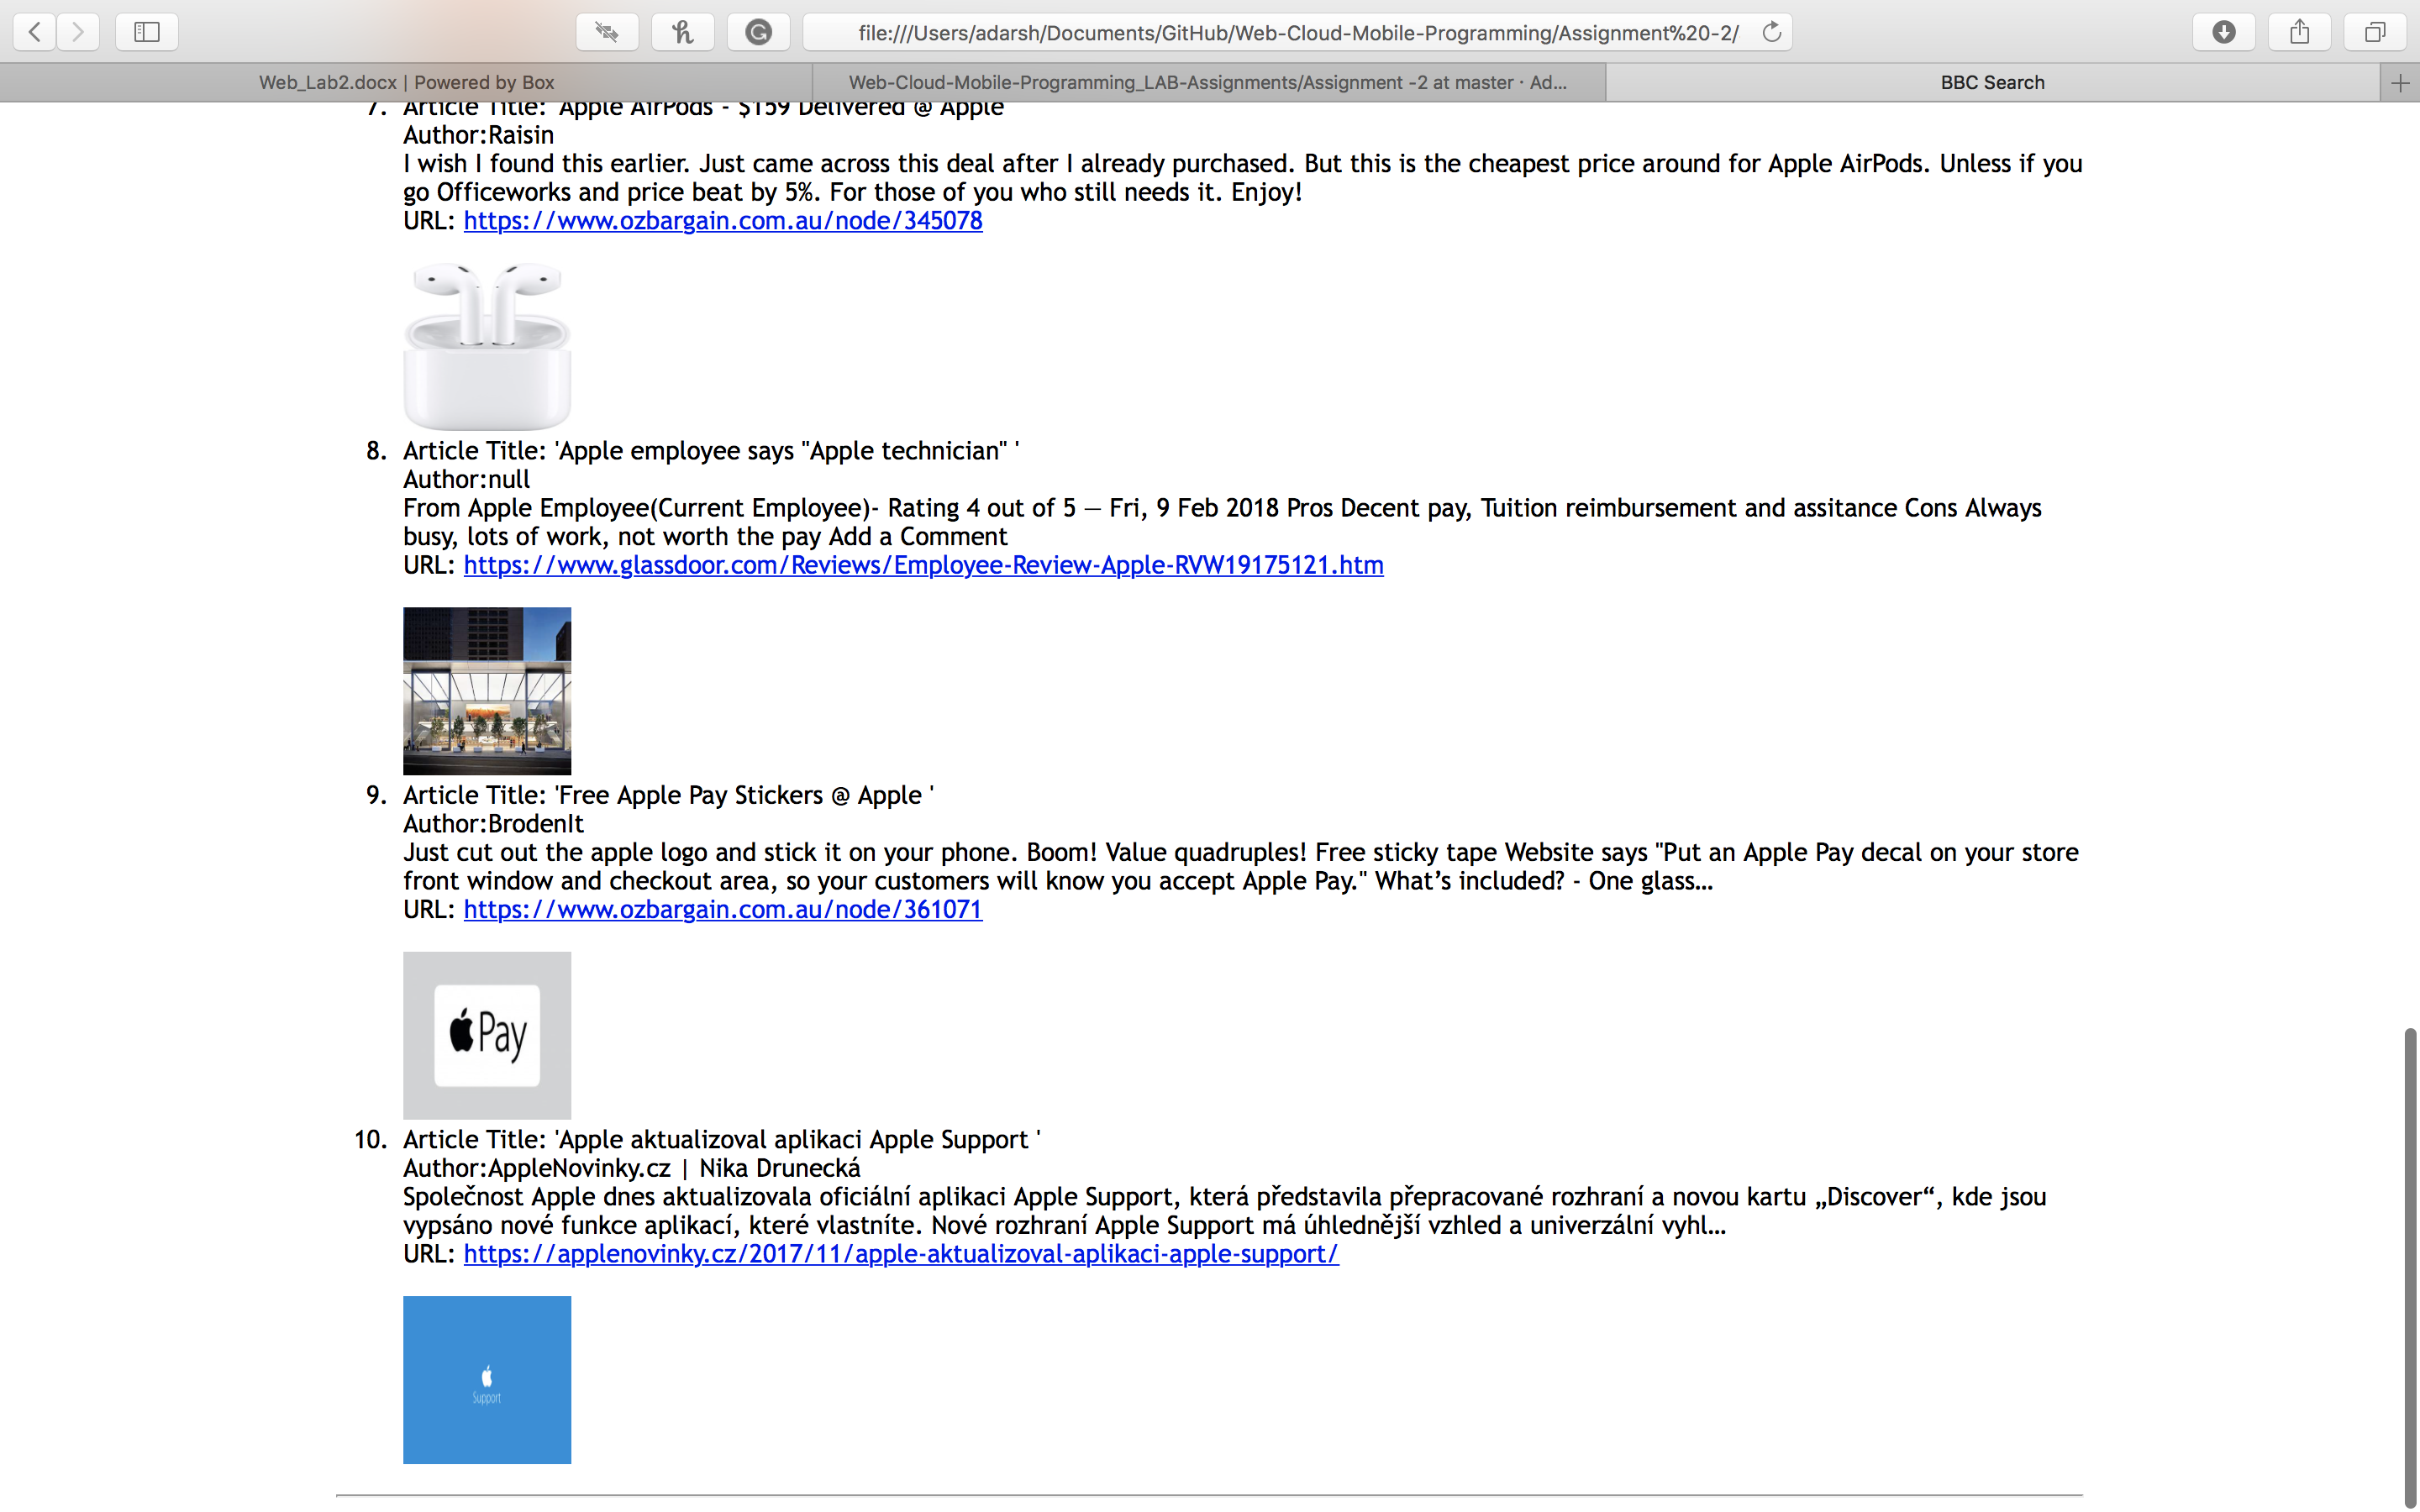 file:///Users/adarsh/Documents/GitHub/Web-Cloud-Mobile-Programming/Assignment%20-2/
Web_Lab2.docx | Powered by Box
Web-Cloud-Mobile-Programming_LAB-Assignments/Assignment -2 at master · Ad...
BBC Search
7. Article Title: 'Apple AirPods - $159 Delivered @ Apple
Author:Raisin
I wish I found this earlier. Just came across this deal after I already purchased. But this is the cheapest price around for Apple AirPods. Unless if you
go Officeworks and price beat by 5%. For those of you who still needs it. Enjoy!
URL: https://www.ozbargain.com.au/node/345078
8. Article Title: 'Apple employee says "Apple technician" '
Author:null
From Apple Employee(Current Employee)- Rating 4 out of 5 — Fri, 9 Feb 2018 Pros Decent pay, Tuition reimbursement and assitance Cons Always
busy, lots of work, not worth the pay Add a Comment
URL: https://www.glassdoor.com/Reviews/Employee-Review-Apple-RVW19175121.htm
9. Article Title: 'Free Apple Pay Stickers @ Apple '
Author:BrodenIt
Just cut out the apple logo and stick it on your phone. Boom! Value quadruples! Free sticky tape Website says "Put an Apple Pay decal on your store
front window and checkout area, so your customers will know you accept Apple Pay." What’s included? - One glass…
URL: https://www.ozbargain.com.au/node/361071
Pay
10. Article Title: 'Apple aktualizoval aplikaci Apple Support '
Author:AppleNovinky.cz | Nika Drunecká
Společnost Apple dnes aktualizovala oficiální aplikaci Apple Support, která představila přepracované rozhraní a novou kartu „Discover“, kde jsou
vypsáno nové funkce aplikací, které vlastníte. Nové rozhraní Apple Support má úhlednější vzhled a univerzální vyhl…
URL: https://applenovinky.cz/2017/11/apple-aktualizoval-aplikaci-apple-support/
Support